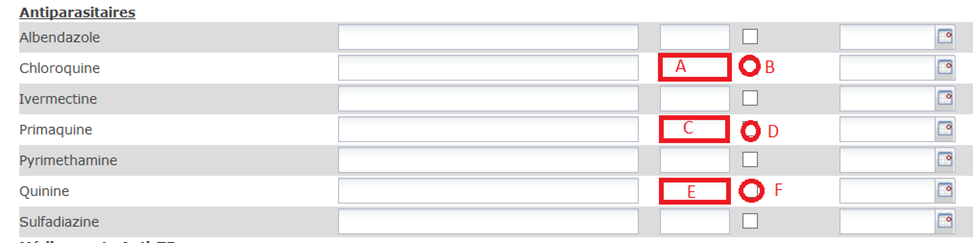 Antiparasitaires
Albendazole
Chloroquine A B
Ivermectine
Primaquine C D
Pyrimethamine
Quinine E F
Sulfadiazine